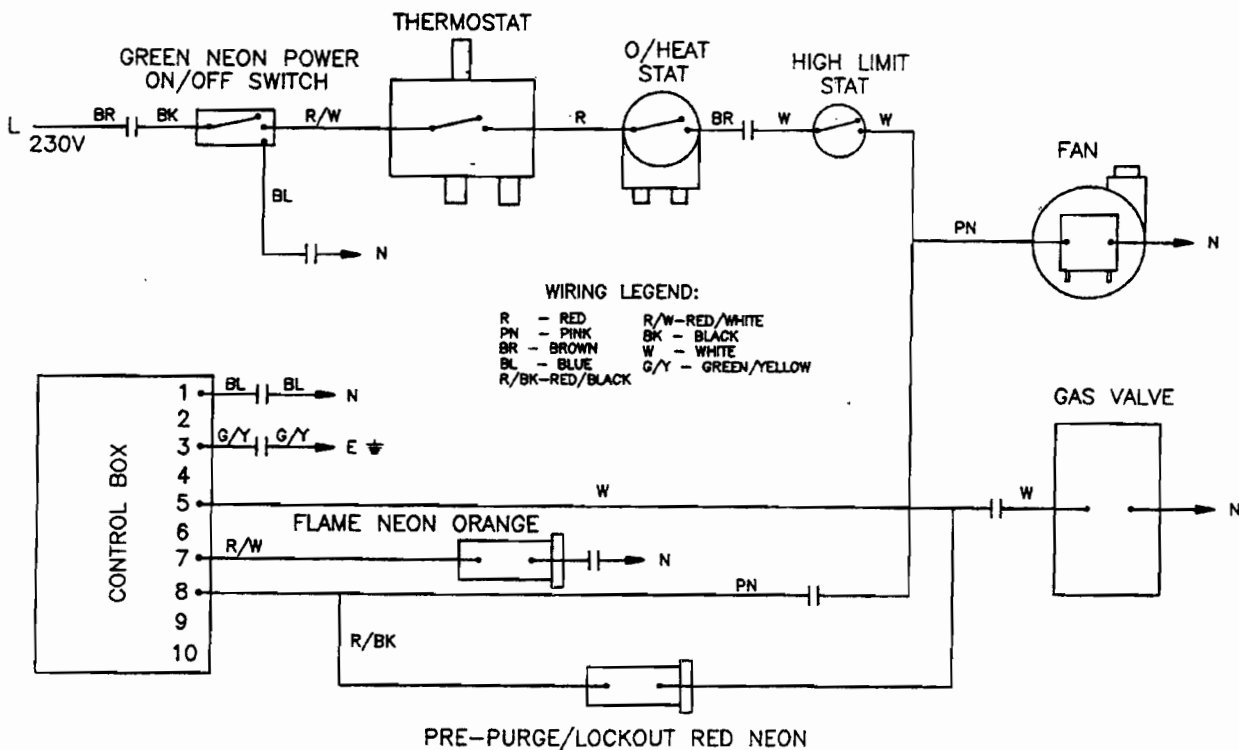 THERMOSTAT
GREEN NEON POWER
ON/OFF SWITCH
O/HEAT
STAT
HIGH LIMIT
STAT
L
230V
BR
BK
R/W
R
BR
W
W
BL
N
FAN
PN
N
WIRING LEGEND:
R – RED
R/W–RED/WHITE
PN – PINK
BK – BLACK
BR – BROWN
W – WHITE
BL – BLUE
G/Y – GREEN/YELLOW
R/BK–RED/BLACK
CONTROL BOX
1
BL
BL
N
2
3
G/Y
G/Y
E
4
5
W
W
GAS VALVE
N
6
FLAME NEON ORANGE
7
R/W
N
8
PN
9
R/BK
10
PRE–PURGE/LOCKOUT RED NEON